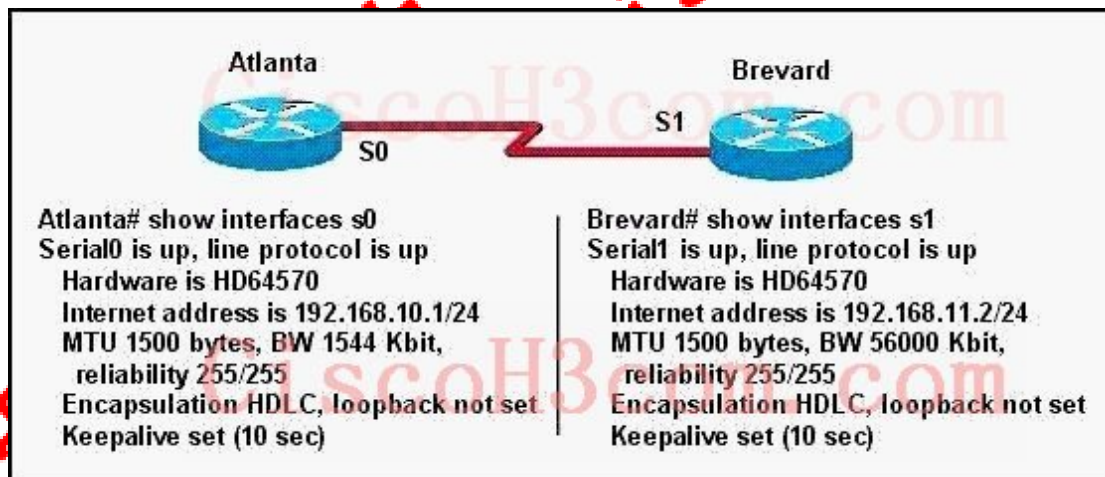 Atlanta
Brevard
S0
S1
CiscoH3com.com
Atlanta# show interfaces s0
Serial0 is up, line protocol is up
Hardware is HD64570
Internet address is 192.168.10.1/24
MTU 1500 bytes, BW 1544 Kbit,
reliability 255/255
Encapsulation HDLC, loopback not set
Keepalive set (10 sec)
Brevard# show interfaces s1
Serial1 is up, line protocol is up
Hardware is HD64570
Internet address is 192.168.11.2/24
MTU 1500 bytes, BW 56000 Kbit,
reliability 255/255
Encapsulation HDLC, loopback not set
Keepalive set (10 sec)
CiscoH3com.com